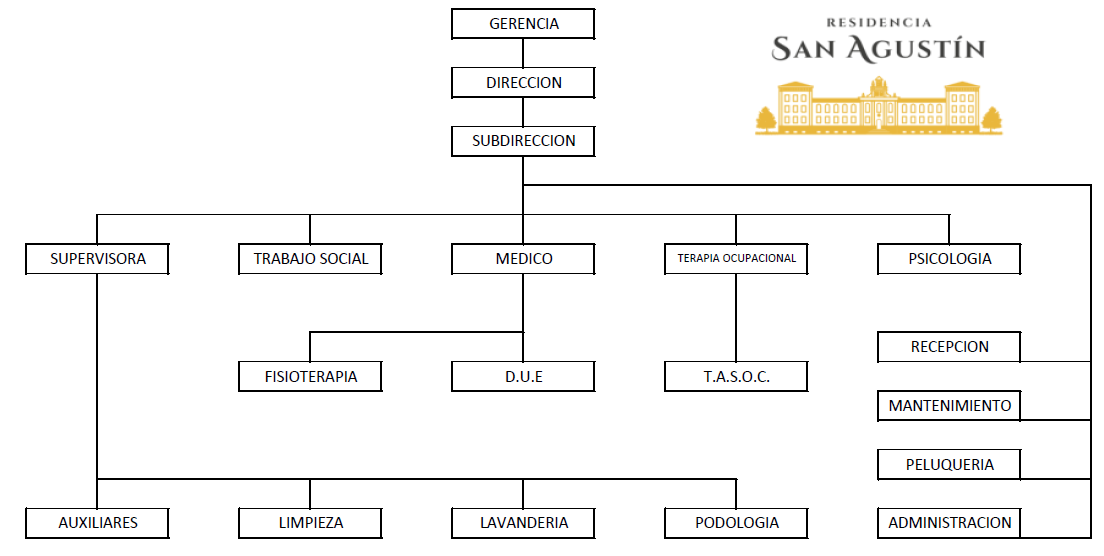 GERENCIA
RESIDENCIA
SAN AGUSTÍN
DIRECCION
SUBDIRECCION
SUPERVISORA
TRABAJO SOCIAL
MEDICO
TERAPIA OCUPACIONAL
PSICOLOGIA
RECEPCION
FISIOTERAPIA
D.U.E
T.A.S.O.C.
MANTENIMIENTO
PELUQUERIA
AUXILIARES
LIMPIEZA
LAVANDERIA
PODOLOGIA
ADMINISTRACION